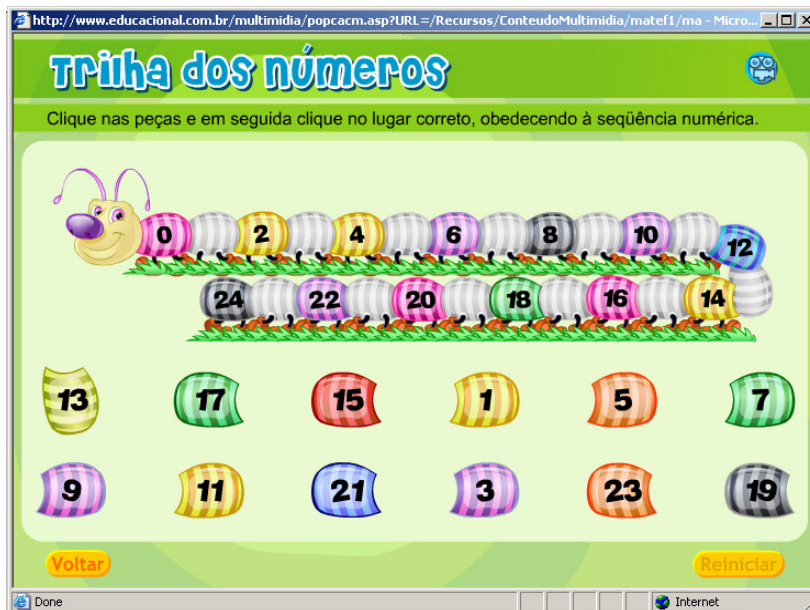 http://www.educacional.com.br/multimidia/popcacm.asp?URL=/Recursos/ConteudoMultimidia/matef1/ma - Micro...
Trilha dos números
Clique nas peças e em seguida clique no lugar correto, obedecendo à seqüência numérica.
0 2 4 6 8 10 12
24 22 20 18 16 14
13 17 15 1 5 7
9 11 21 3 23 19
Voltar Reiniciar
Done Internet